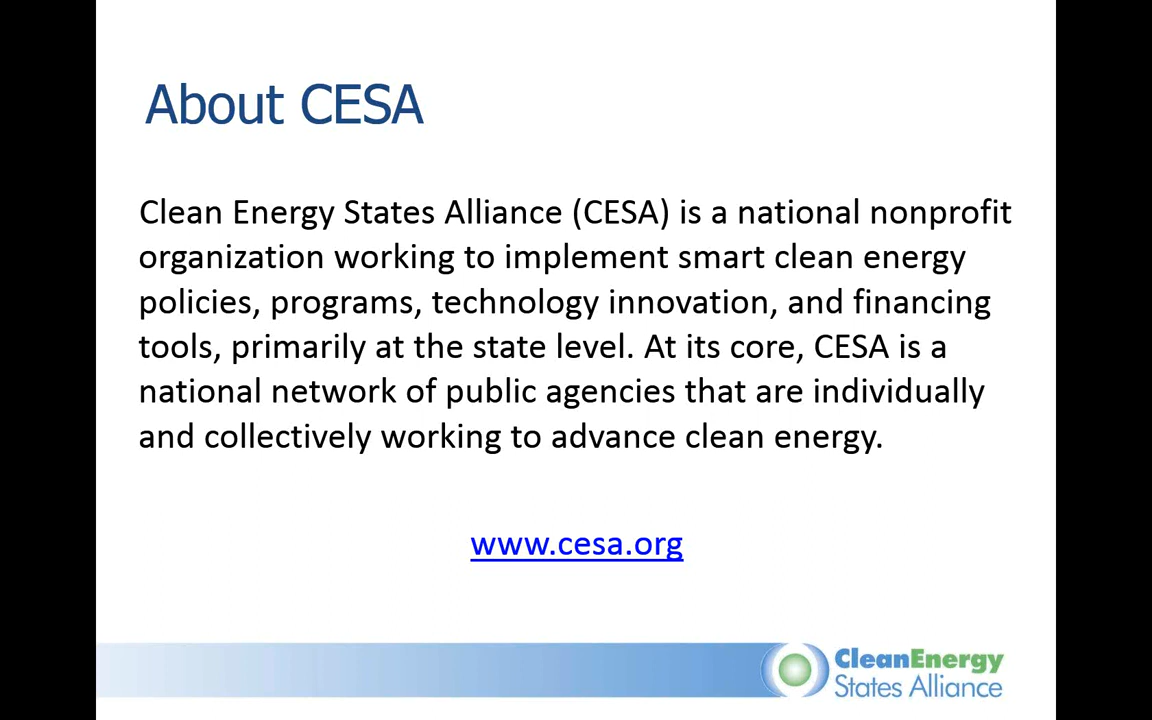 About CESA
Clean Energy States Alliance (CESA) is a national nonprofit
organization working to implement smart clean energy
policies, programs, technology innovation, and financing
tools, primarily at the state level. At its core, CESA is a
national network of public agencies that are individually
and collectively working to advance clean energy.
www.cesa.org
CleanEnergy
States Alliance